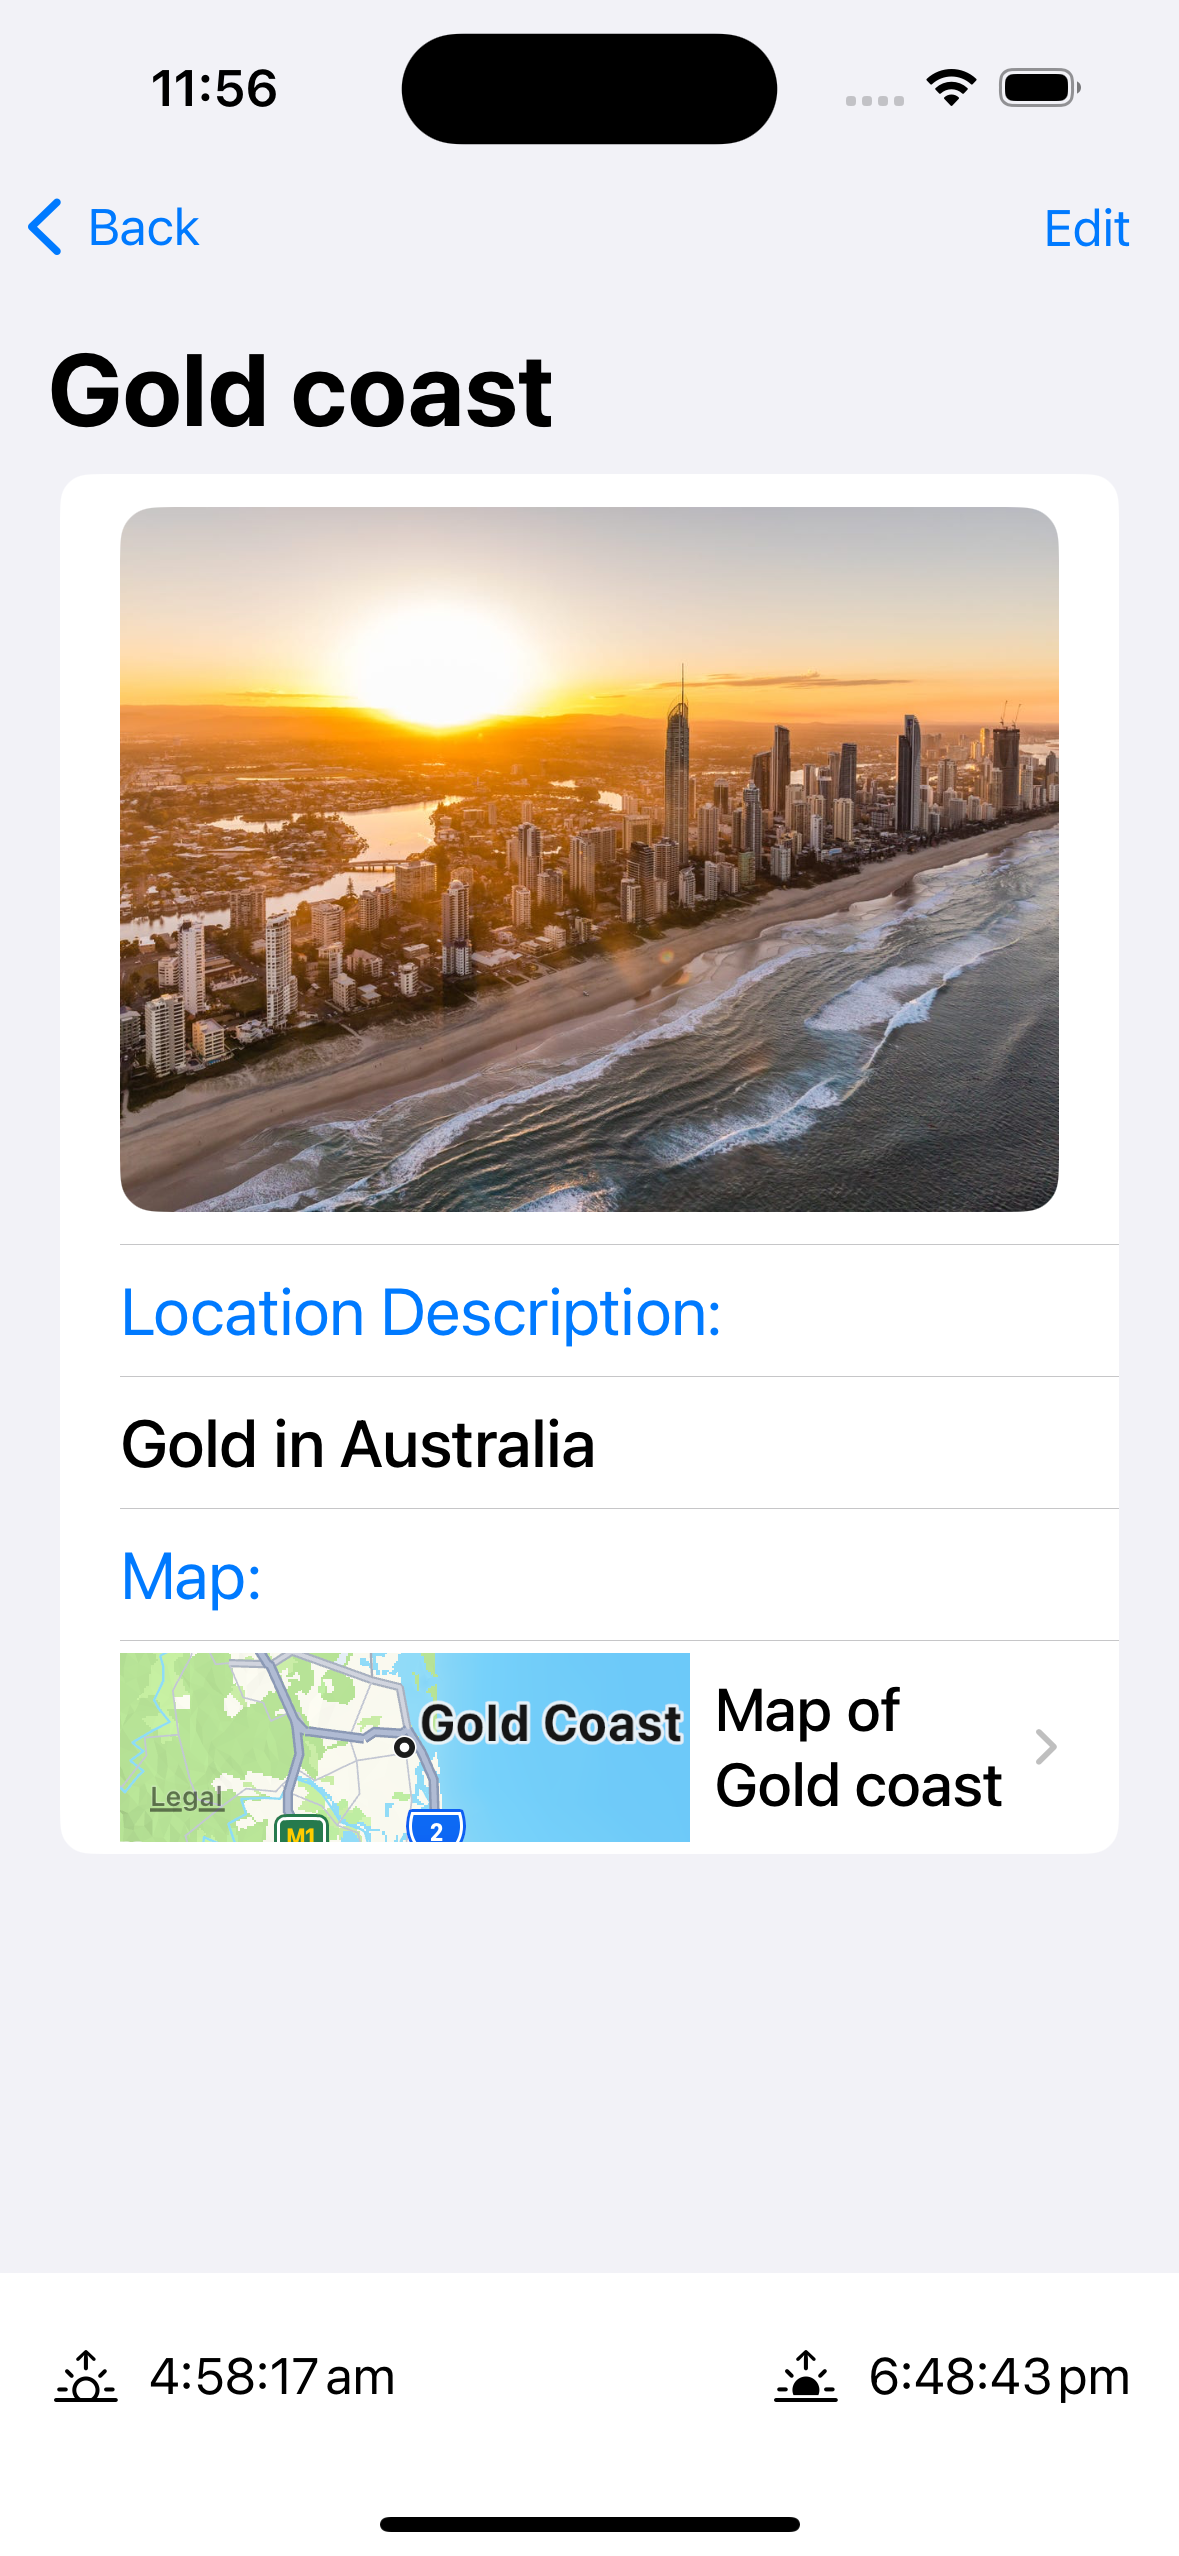 11:56
Back
Edit
Gold coast
Location Description:
Gold in Australia
Map:
Gold Coast
Legal
M1
2
Map of
Gold coast
4:58:17 am
6:48:43 pm